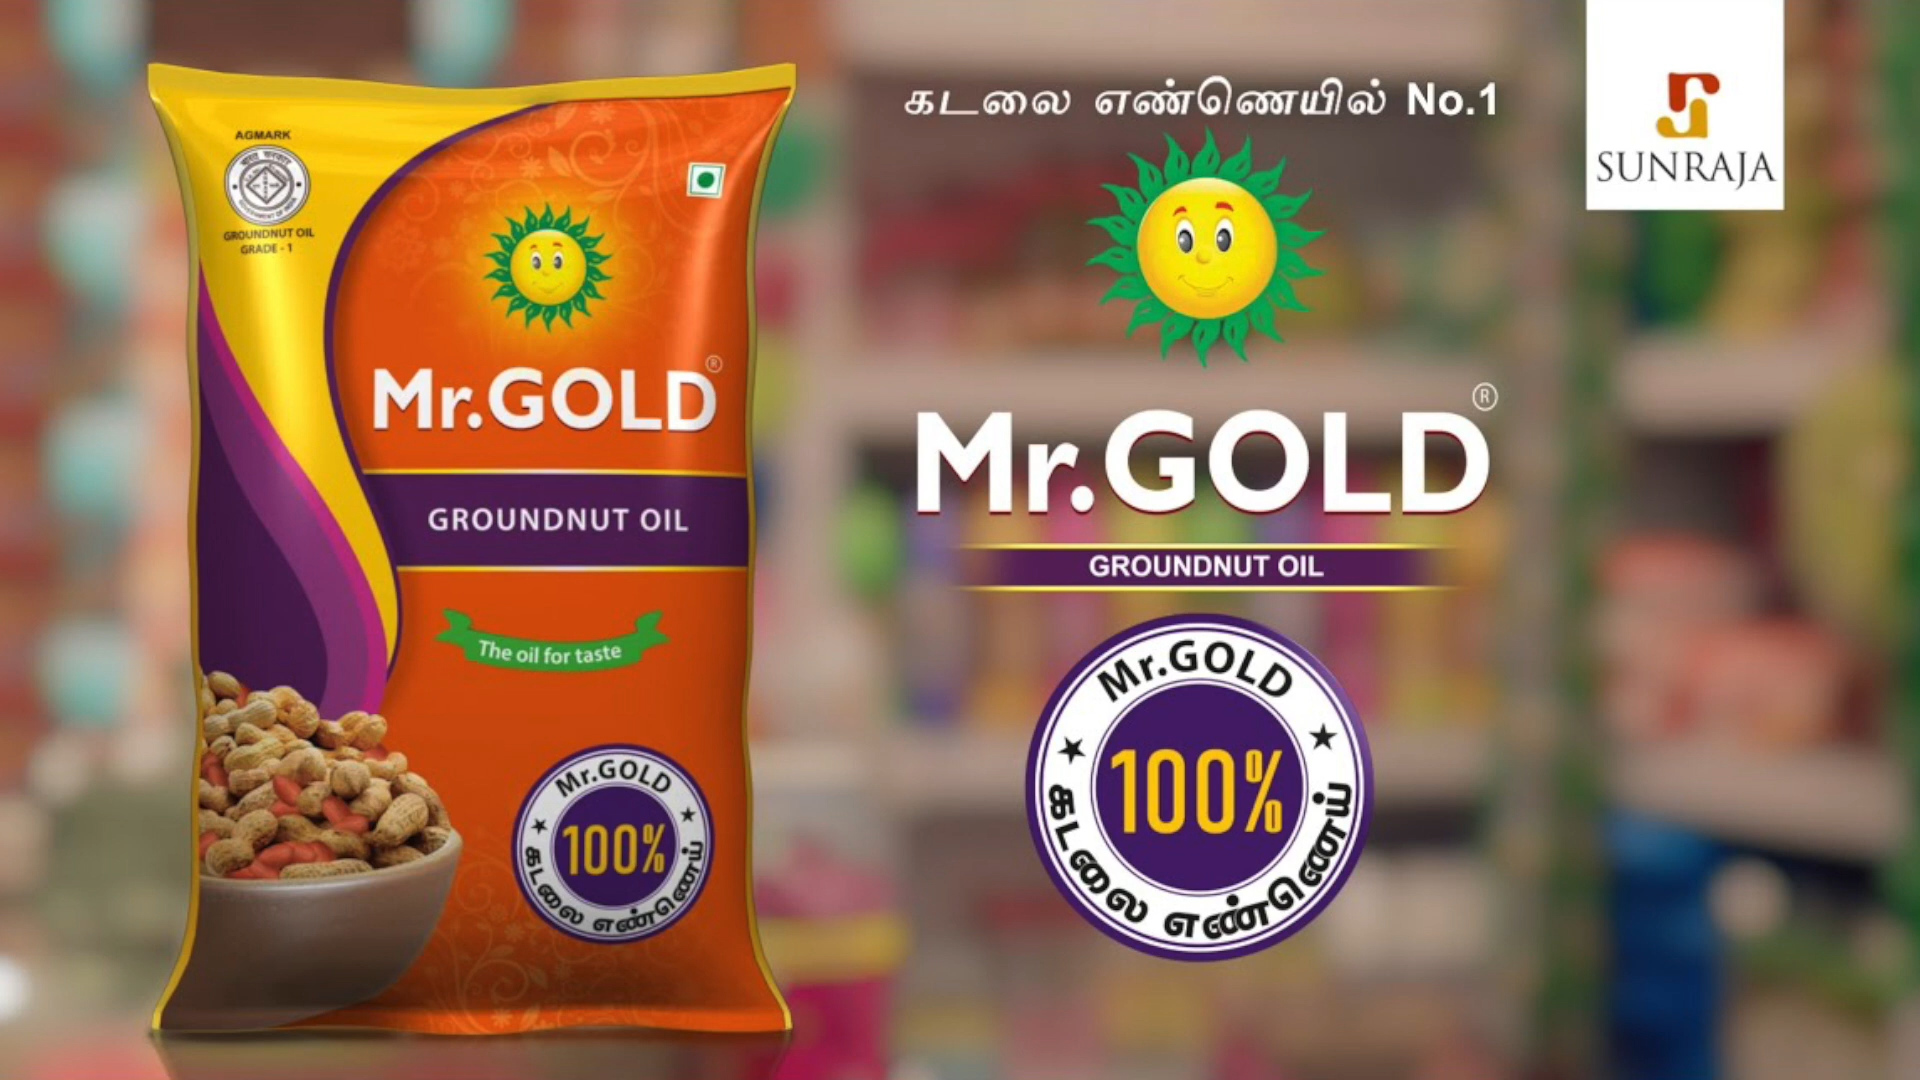 AGMARK
GROUNDNUT OIL
GRADE - 1
Mr.GOLD®
GROUNDNUT OIL
The oil for taste
Mr.GOLD
100%
★ கடலை எண்ணெய் ★
கடலை எண்ணெயில் No.1
Mr.GOLD®
GROUNDNUT OIL
Mr.GOLD
100%
★ கடலை எண்ணெய் ★
SUNRAJA